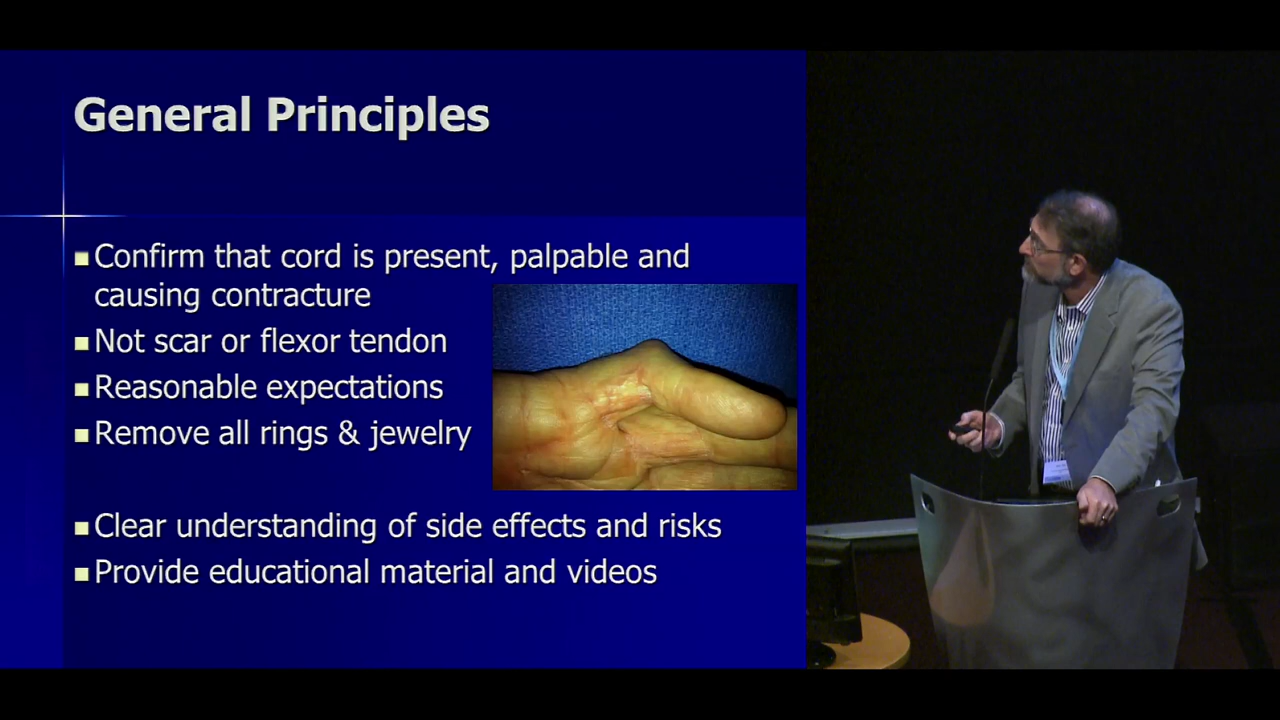 General Principles
Confirm that cord is present, palpable and
causing contracture
Not scar or flexor tendon
Reasonable expectations
Remove all rings & jewelry
Clear understanding of side effects and risks
Provide educational material and videos